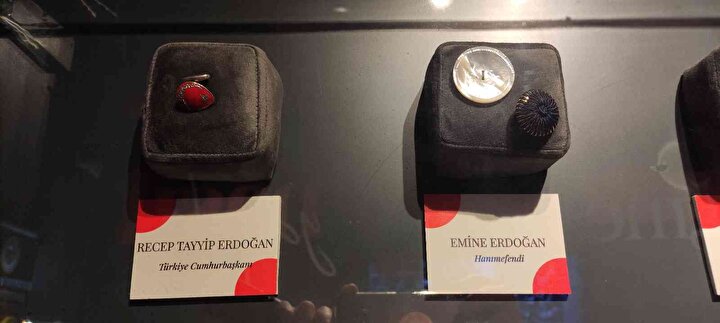 RECEP TAYYİP ERDOĞAN
Türkiye Cumhurbaşkanı
EMİNE ERDOĞAN
Hanımefendi